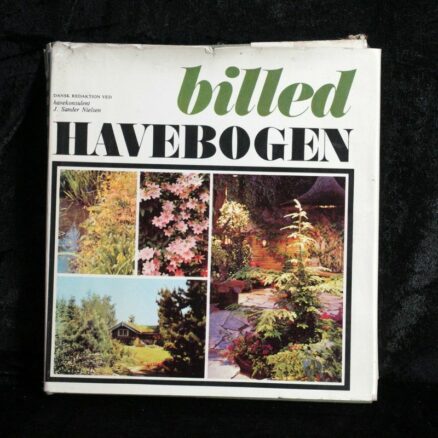 billed
DANSK REDAKTION VED
havekonsulent
J. Sander Nielsen
HAVEBOGEN